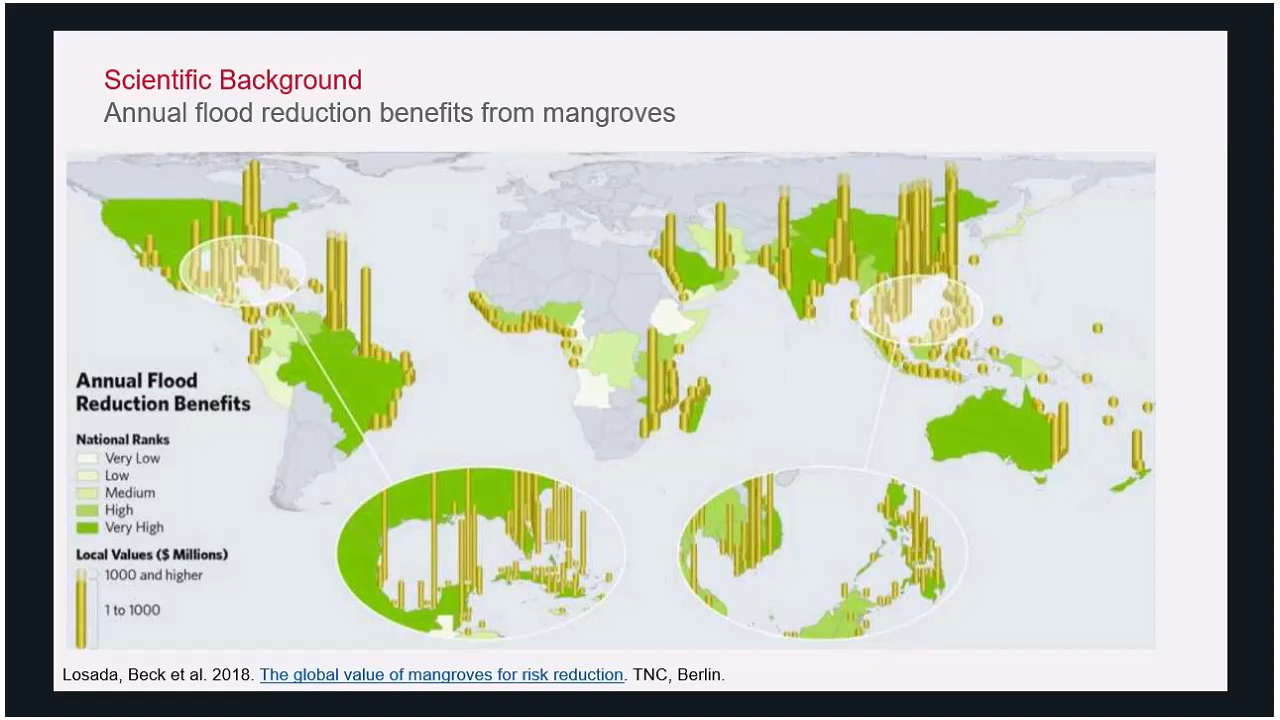 Scientific Background
Annual flood reduction benefits from mangroves
Annual Flood
Reduction Benefits
National Ranks
Very Low
Low
Medium
High
Very High
Local Values ($ Millions)
1000 and higher
1 to 1000
Losada, Beck et al. 2018. The global value of mangroves for risk reduction. TNC, Berlin.